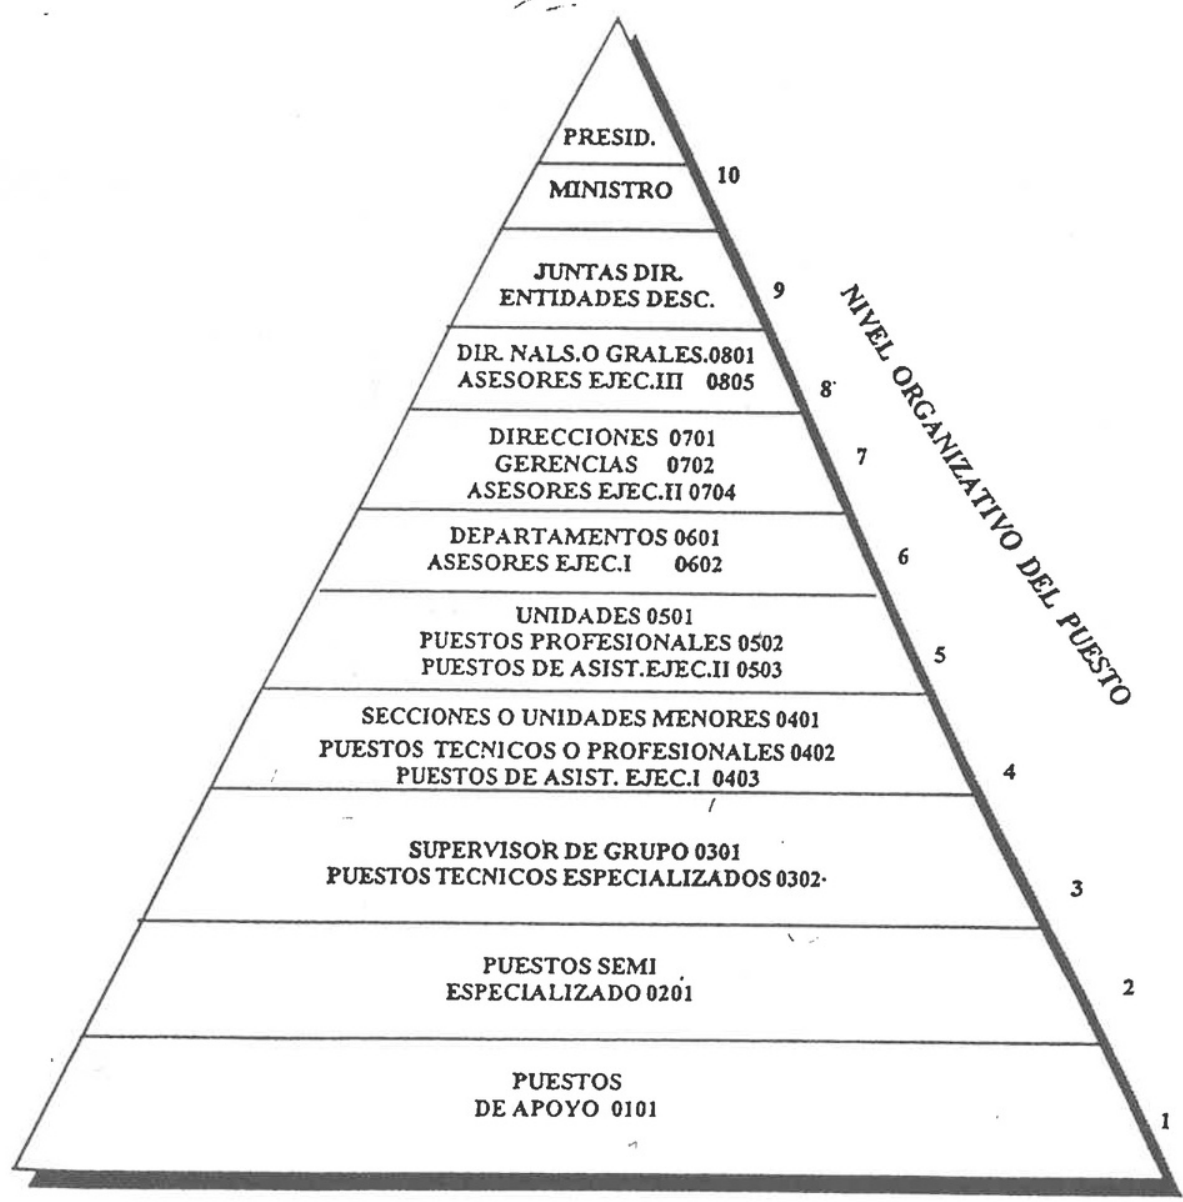 PRESID.
10
MINISTRO
JUNTAS DIR.
ENTIDADES DESC.
9
DIR. NALS.O GRALES.0801
ASESORES EJEC.III 0805
8
DIRECCIONES 0701
GERENCIAS 0702
ASESORES EJEC.II 0704
7
DEPARTAMENTOS 0601
ASESORES EJEC.I 0602
6
UNIDADES 0501
PUESTOS PROFESIONALES 0502
PUESTOS DE ASIST.EJEC.II 0503
5
SECCIONES O UNIDADES MENORES 0401
PUESTOS TECNICOS O PROFESIONALES 0402
PUESTOS DE ASIST. EJEC.I 0403
4
SUPERVISOR DE GRUPO 0301
PUESTOS TECNICOS ESPECIALIZADOS 0302
3
PUESTOS SEMI
ESPECIALIZADO 0201
2
PUESTOS
DE APOYO 0101
1
NIVEL ORGANIZATIVO DEL PUESTO